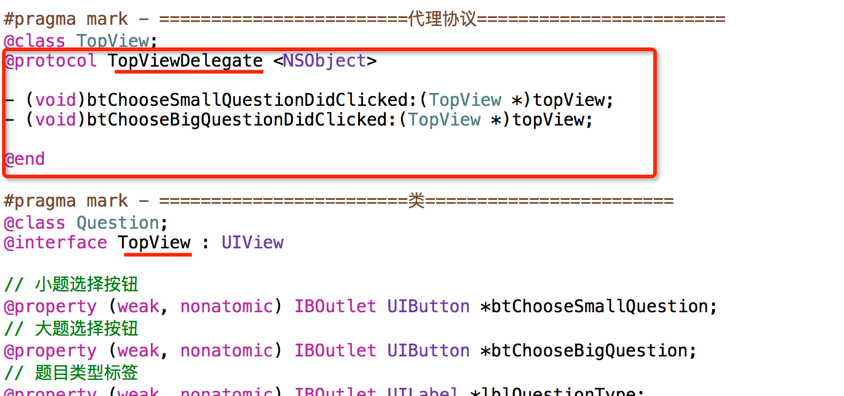 #pragma mark - ========================代理协议========================
@class TopView;
@protocol TopViewDelegate <NSObject>
- (void)btChooseSmallQuestionDidClicked:(TopView *)topView;
- (void)btChooseBigQuestionDidClicked:(TopView *)topView;
@end
#pragma mark - ========================类========================
@class Question;
@interface TopView : UIView
// 小题选择按钮
@property (weak, nonatomic) IBOutlet UIButton *btChooseSmallQuestion;
// 大题选择按钮
@property (weak, nonatomic) IBOutlet UIButton *btChooseBigQuestion;
// 题目类型标签
@property (weak, nonatomic) IBOutlet UILabel *lblQuestionType;